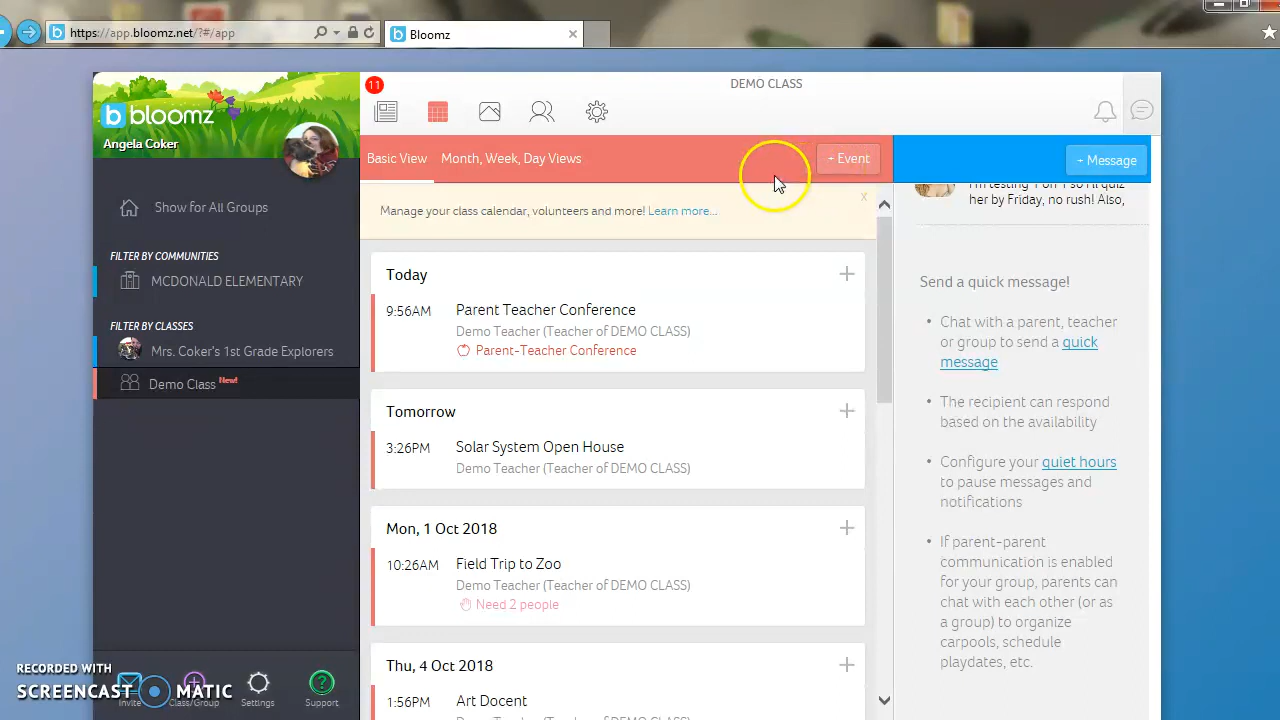 https://app.bloomz.net/?#/app
Bloomz
bloomz
Angela Coker
Show for All Groups
FILTER BY COMMUNITIES
MCDONALD ELEMENTARY
FILTER BY CLASSES
Mrs. Coker's 1st Grade Explorers
Demo Class New!
Invite
Class/Group
Settings
Support
RECORDED WITH
SCREENCAST MATIC
11
DEMO CLASS
Basic View
Month, Week, Day Views
+ Event
Manage your class calendar, volunteers and more! Learn more...
x
Today
9:56AM
Parent Teacher Conference
Demo Teacher (Teacher of DEMO CLASS)
Parent-Teacher Conference
Tomorrow
3:26PM
Solar System Open House
Demo Teacher (Teacher of DEMO CLASS)
Mon, 1 Oct 2018
10:26AM
Field Trip to Zoo
Demo Teacher (Teacher of DEMO CLASS)
Need 2 people
Thu, 4 Oct 2018
1:56PM
Art Docent
+ Message
I'm testing 1 on 1 so I'll quiz
her by Friday, no rush! Also,
Send a quick message!
• Chat with a parent, teacher
or group to send a quick
message
• The recipient can respond
based on the availability
• Configure your quiet hours
to pause messages and
notifications
• If parent-parent
communication is enabled
for your group, parents can
chat with each other (or as
a group) to organize
carpools, schedule
playdates, etc.